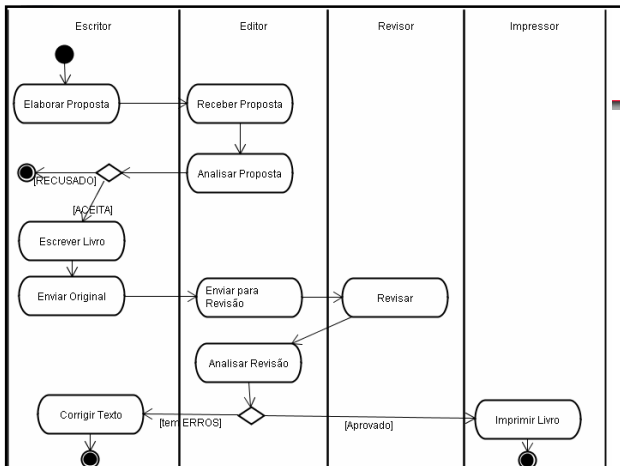 Escritor
Editor
Revisor
Impressor
Elaborar Proposta
Receber Proposta
Analisar Proposta
[RECUSADO]
[ACEITA]
Escrever Livro
Enviar Original
Enviar para
Revisão
Revisar
Analisar Revisão
Corrigir Texto
[tem ERROS]
[Aprovado]
Imprimir Livro